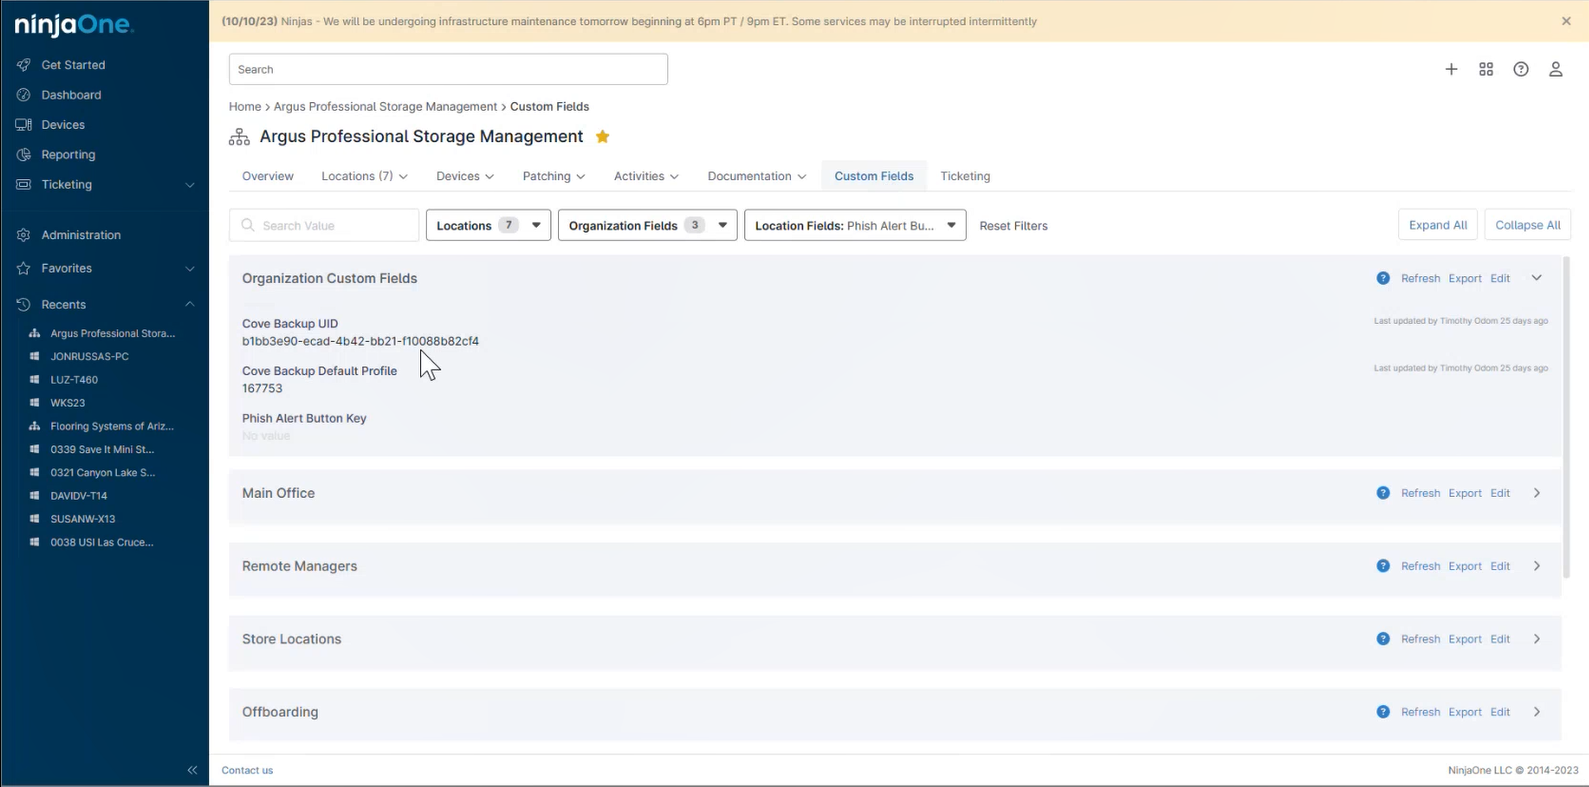 ninjaOne.
Get Started
Dashboard
Devices
Reporting
Ticketing
Administration
Favorites
Recents
Argus Professional Stora...
JONRUSSAS-PC
LUZ-T460
WKS23
Flooring Systems of Ariz...
0339 Save It Mini St...
0321 Canyon Lake S...
DAVIDV-T14
SUSANW-X13
0038 USI Las Cruce...
(10/10/23) Ninjas - We will be undergoing infrastructure maintenance tomorrow beginning at 6pm PT / 9pm ET. Some services may be interrupted intermittently
Search
Home > Argus Professional Storage Management > Custom Fields
Argus Professional Storage Management
Overview Locations (7) Devices Patching Activities Documentation Custom Fields Ticketing
Search Value Locations 7 Organization Fields 3 Location Fields: Phish Alert Bu... Reset Filters Expand All Collapse All
Organization Custom Fields ? Refresh Export Edit
Cove Backup UID Last updated by Timothy Odom 25 days ago
b1bb3e90-ecad-4b42-bb21-f10088b82cf4
Cove Backup Default Profile Last updated by Timothy Odom 25 days ago
167753
Phish Alert Button Key
No value
Main Office ? Refresh Export Edit
Remote Managers ? Refresh Export Edit
Store Locations ? Refresh Export Edit
Offboarding ? Refresh Export Edit
Contact us NinjaOne LLC © 2014-2023